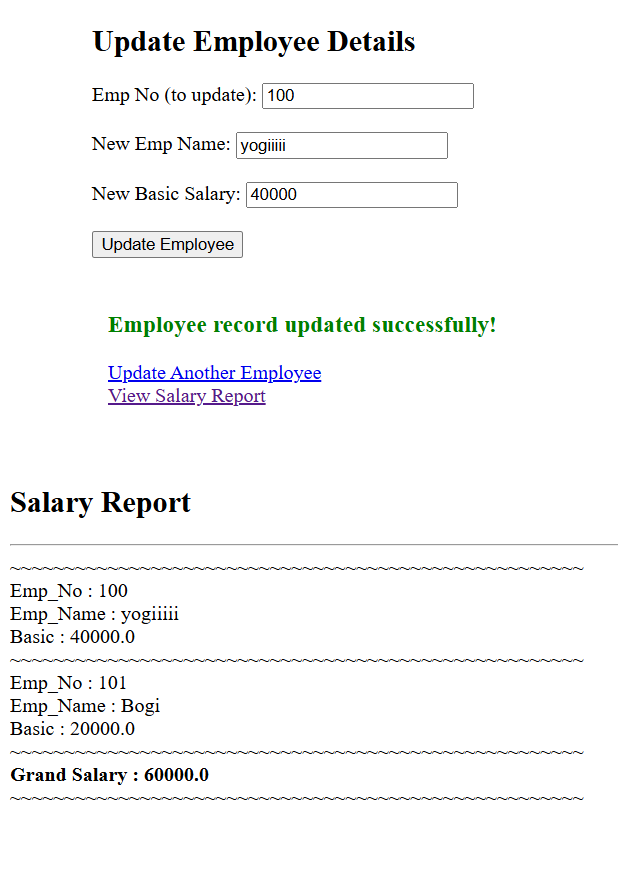 Update Employee Details
Emp No (to update): 100
New Emp Name: yogiiiii
New Basic Salary: 40000
Update Employee
Employee record updated successfully!
Update Another Employee
View Salary Report
Salary Report
~~~~~~~~~~~~~~~~~~~~~~~~~~~~~~~~~~~~~~~~~~~~~~~~~~~~~
Emp_No : 100
Emp_Name : yogiiiii
Basic : 40000.0
~~~~~~~~~~~~~~~~~~~~~~~~~~~~~~~~~~~~~~~~~~~~~~~~~~~~~
Emp_No : 101
Emp_Name : Bogi
Basic : 20000.0
~~~~~~~~~~~~~~~~~~~~~~~~~~~~~~~~~~~~~~~~~~~~~~~~~~~~~
Grand Salary : 60000.0
~~~~~~~~~~~~~~~~~~~~~~~~~~~~~~~~~~~~~~~~~~~~~~~~~~~~~